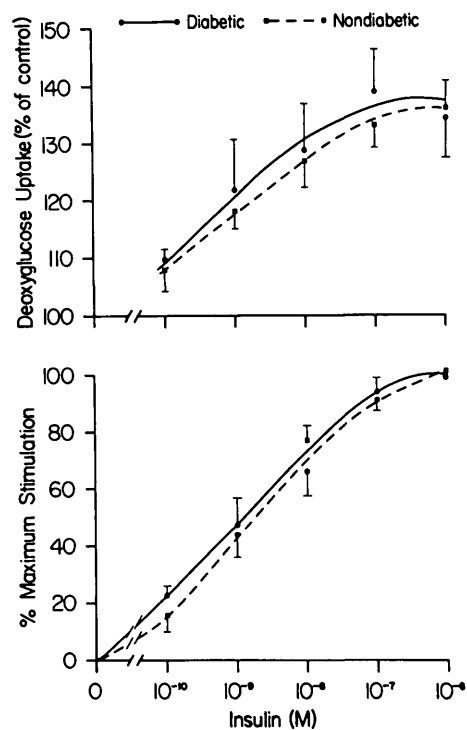 Diabetic Nondiabetic
Deoxyglucose Uptake (% of control)
150
140
130
120
110
100
% Maximum Stimulation
100
80
60
40
20
0
0 10⁻¹⁰ 10⁻⁹ 10⁻⁸ 10⁻⁷ 10⁻⁶
Insulin (M)